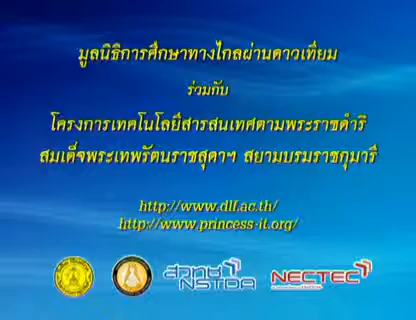 มูลนิธิการศึกษาทางไกลผ่านดาวเทียม
ร่วมกับ
โครงการเทคโนโลยีสารสนเทศตามพระราชดำริ
สมเด็จพระเทพรัตนราชสุดาฯ สยามบรมราชกุมารี
http://www.dlf.ac.th/
http://www.princess-it.org/
สวทช
NSTDA
NECTEC